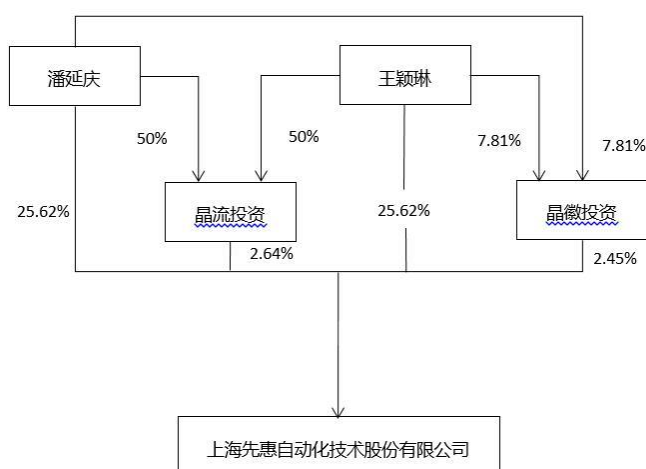 潘延庆
王颖琳
50%
50%
7.81%
7.81%
25.62%
晶流投资
25.62%
晶徽投资
2.64%
2.45%
上海先惠自动化技术股份有限公司